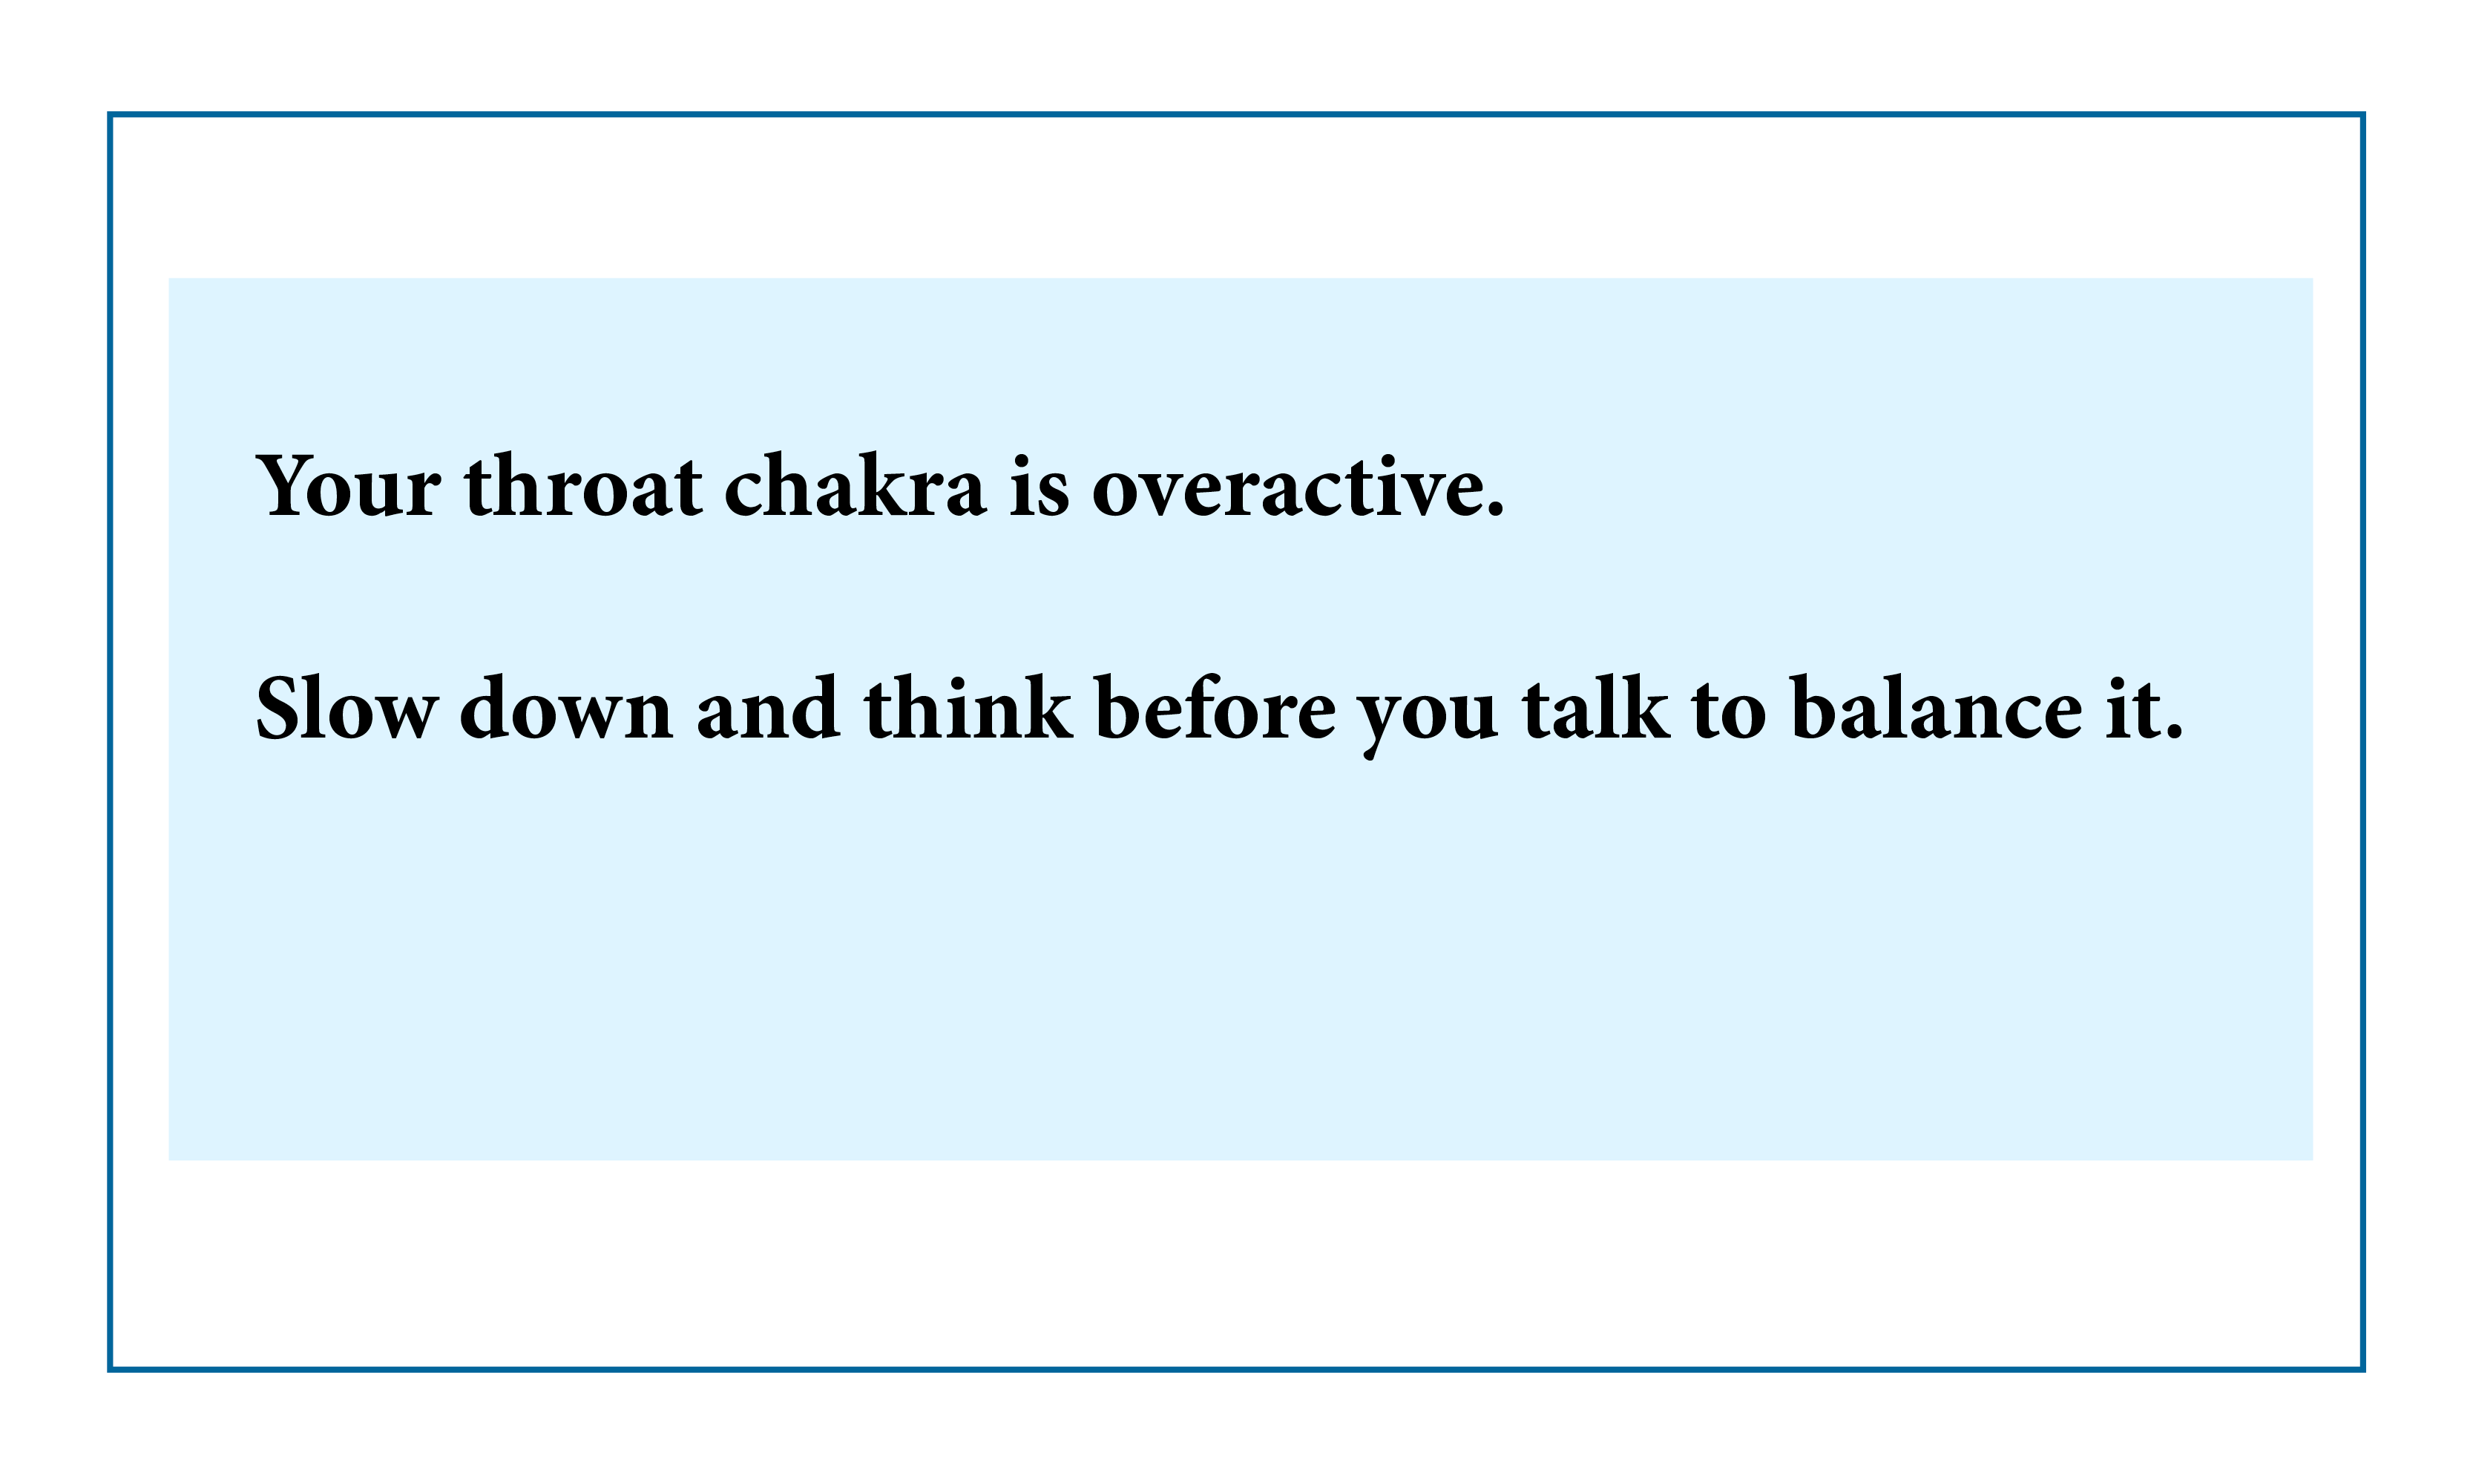 Your throat chakra is overactive.
Slow down and think before you talk to balance it.